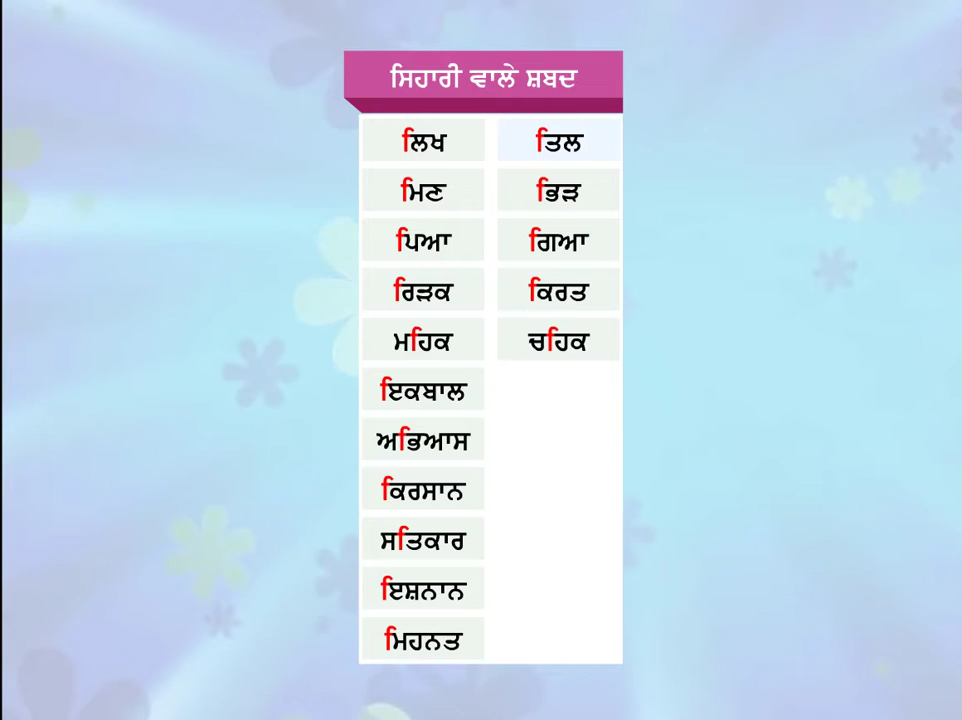 ਸਿਹਾਰੀ ਵਾਲੇ ਸ਼ਬਦ
ਲਿਖ ਤਿਲ
ਮਿਣ ਭਿੜ
ਪਿਆ ਗਿਆ
ਰਿੜਕ ਕਿਰਤ
ਮਹਿਕ ਚਹਿਕ
ਇਕਬਾਲ
ਅਭਿਆਸ
ਕਿਰਸਾਨ
ਸਤਿਕਾਰ
ਇਸ਼ਨਾਨ
ਮਿਹਨਤ